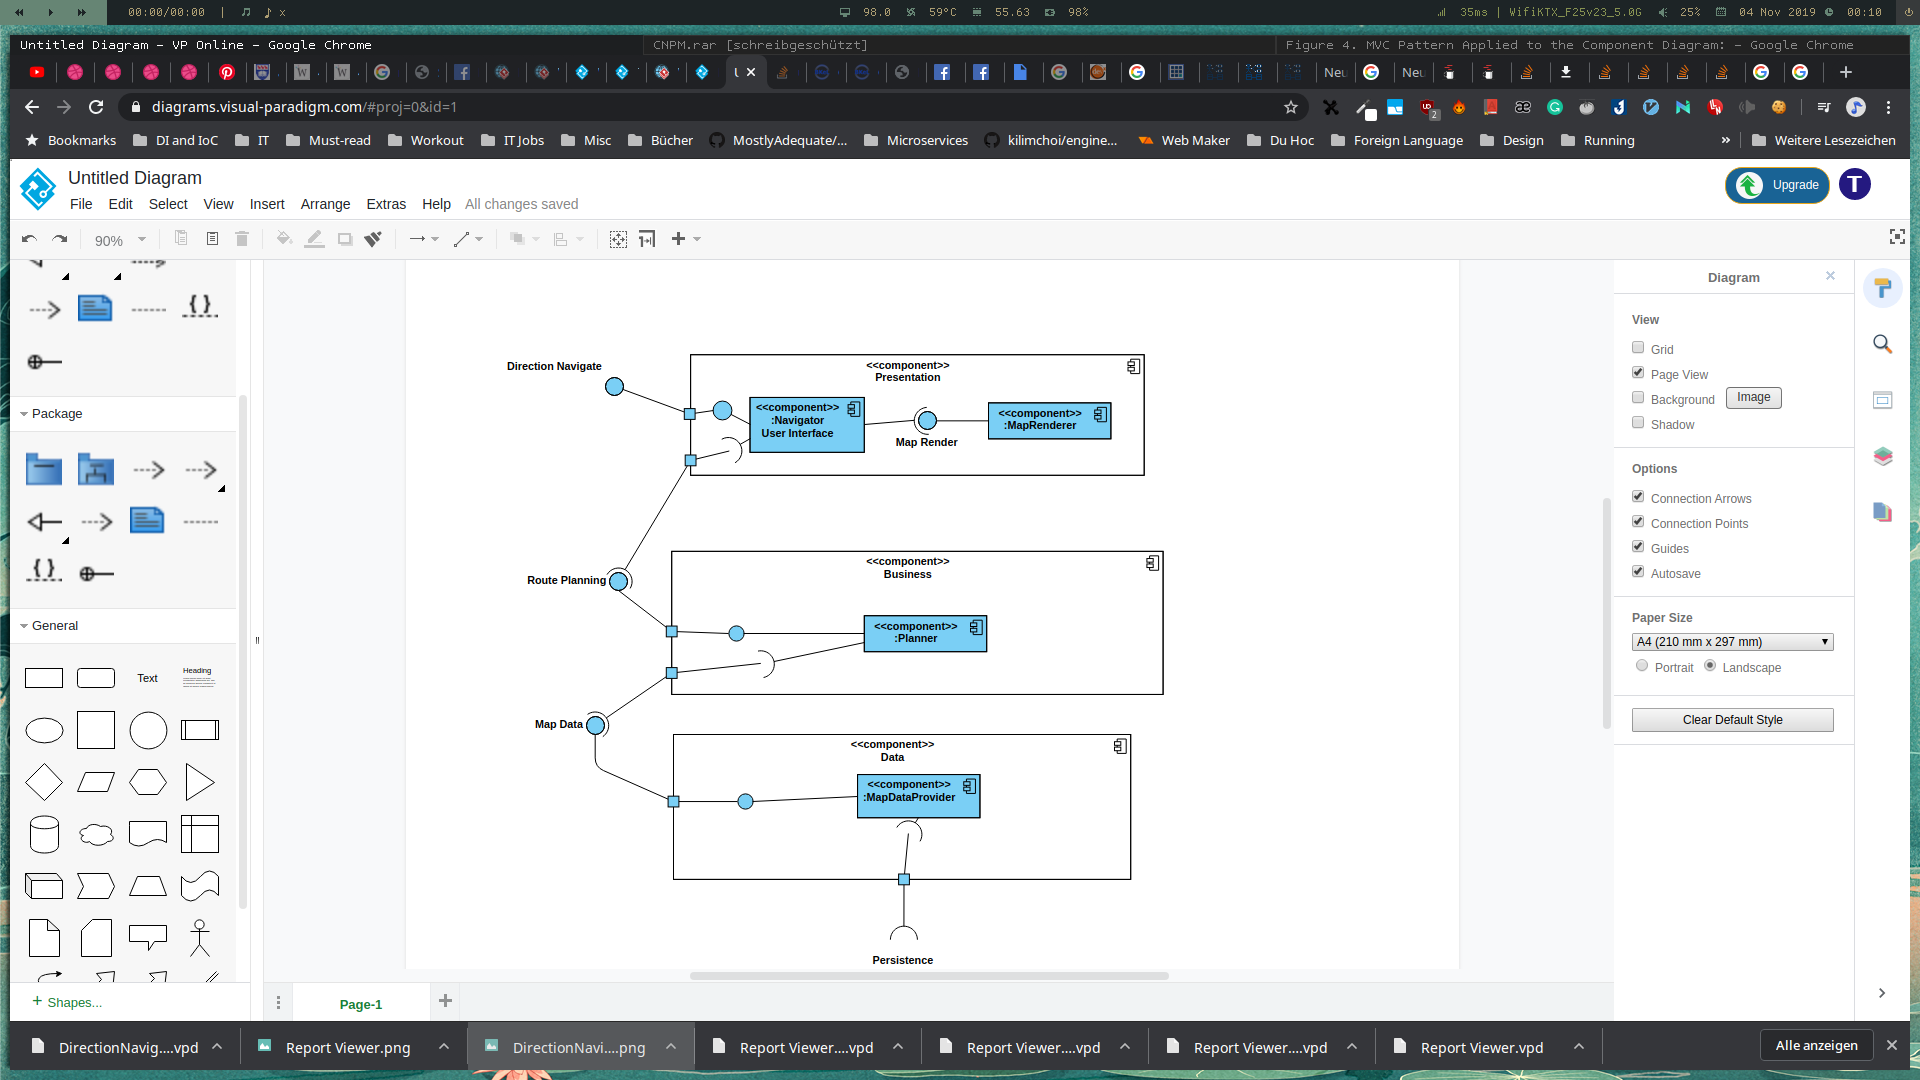 00:00/00:00 | x
98.0 59°C 55.63 98%
35ms | WifiKTX_F25v23_5.0G 25% 04 Nov 2019 00:10
Untitled Diagram – VP Online – Google Chrome
CNPM.rar [schreibgeschützt]
Figure 4. MVC Pattern Applied to the Component Diagram: – Google Chrome
Neu
Neu
diagrams.visual-paradigm.com/#proj=0&id=1
2
Bookmarks
DI and IoC
IT
Must-read
Workout
IT Jobs
Misc
Bücher
MostlyAdequate/...
Microservices
kilimchoi/engine...
Web Maker
Du Hoc
Foreign Language
Design
Running
»
Weitere Lesezeichen
Untitled Diagram
File Edit Select View Insert Arrange Extras Help All changes saved
Upgrade
T
90%
Package
General
Text
Heading
+ Shapes...
Direction Navigate
<<component>>
Presentation
<<component>>
:Navigator
User Interface
Map Render
<<component>>
:MapRenderer
Route Planning
<<component>>
Business
<<component>>
:Planner
Map Data
<<component>>
Data
<<component>>
:MapDataProvider
Persistence
Page-1
Diagram
View
Grid
Page View
Background
Image
Shadow
Options
Connection Arrows
Connection Points
Guides
Autosave
Paper Size
A4 (210 mm x 297 mm)
Portrait
Landscape
Clear Default Style
DirectionNavig....vpd
Report Viewer.png
DirectionNavi....png
Report Viewer....vpd
Report Viewer....vpd
Report Viewer....vpd
Report Viewer.vpd
Alle anzeigen